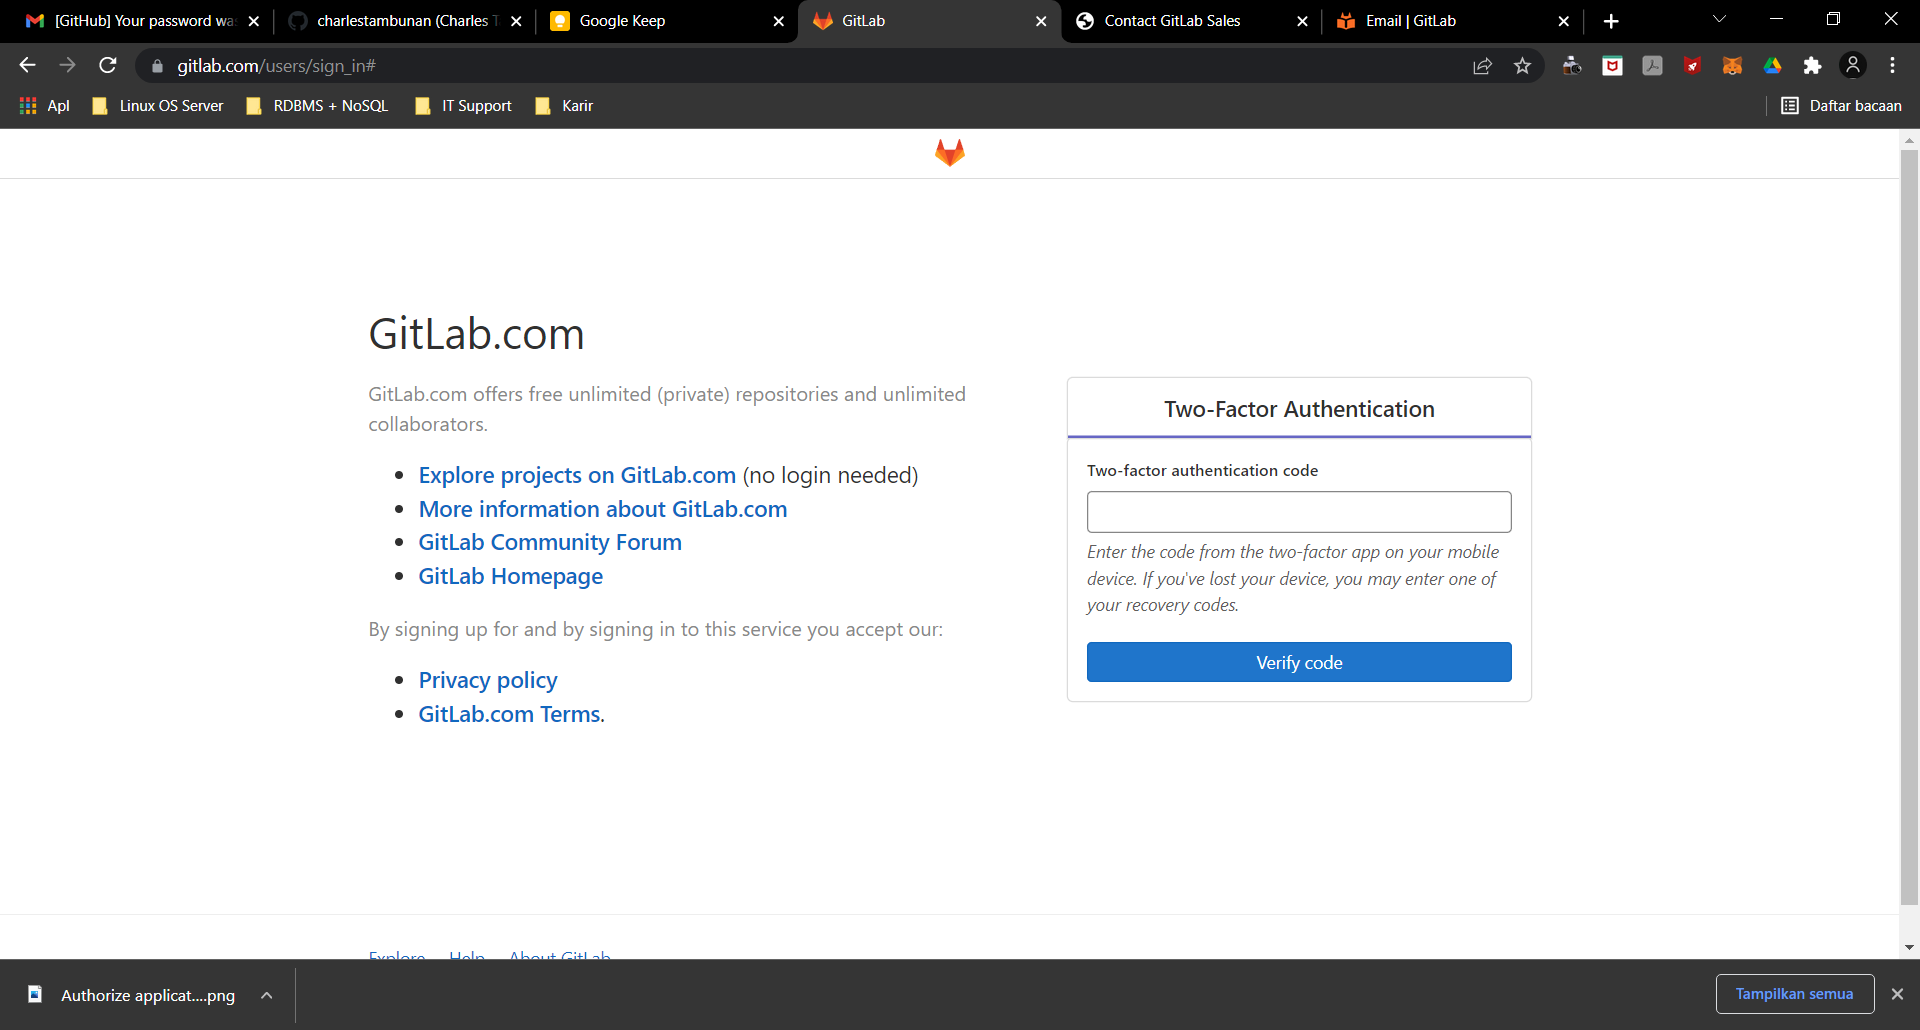 [GitHub] Your password wa
charlestambunan (Charles T
Google Keep
GitLab
Contact GitLab Sales
Email | GitLab
gitlab.com/users/sign_in#
Apl
Linux OS Server
RDBMS + NoSQL
IT Support
Karir
Daftar bacaan
GitLab.com
GitLab.com offers free unlimited (private) repositories and unlimited
collaborators.
Explore projects on GitLab.com (no login needed)
More information about GitLab.com
GitLab Community Forum
GitLab Homepage
By signing up for and by signing in to this service you accept our:
Privacy policy
GitLab.com Terms.
Two-Factor Authentication
Two-factor authentication code
Enter the code from the two-factor app on your mobile
device. If you've lost your device, you may enter one of
your recovery codes.
Verify code
Explore Help About GitLab
Authorize applicat....png
Tampilkan semua